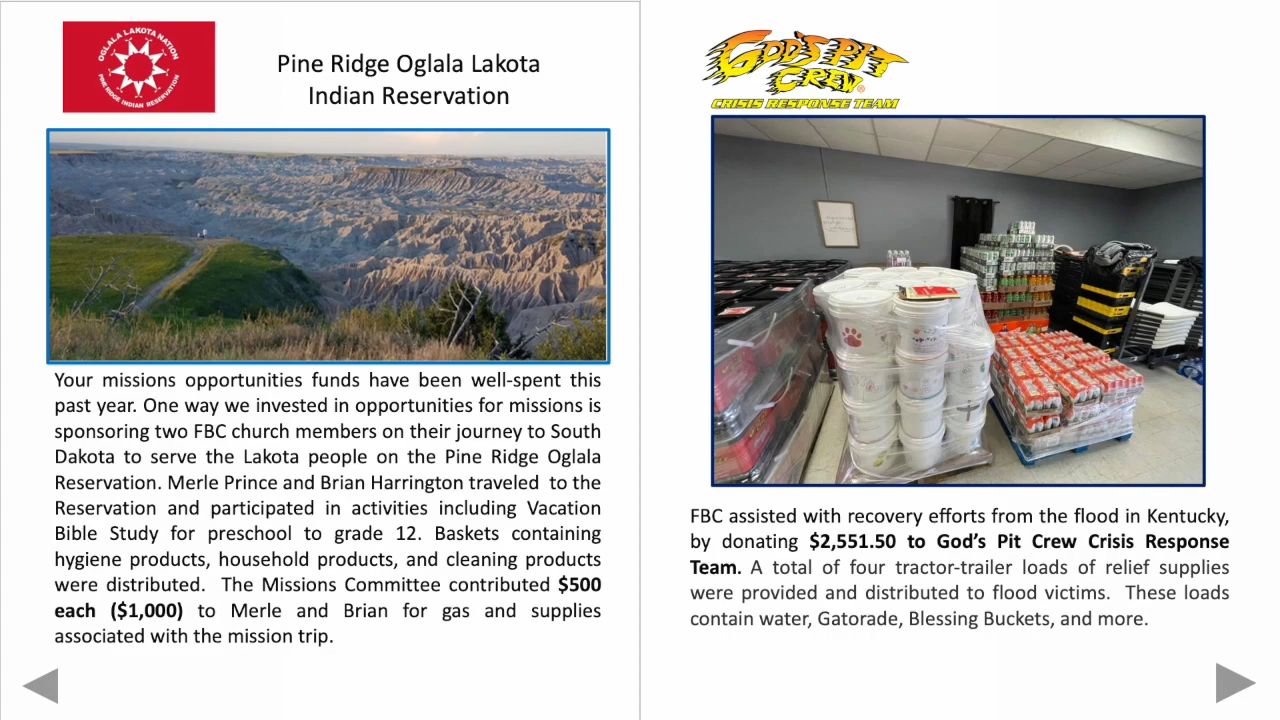 OGLALA LAKOTA NATION
PINE RIDGE INDIAN RESERVATION
Pine Ridge Oglala Lakota
Indian Reservation
Your missions opportunities funds have been well-spent this
past year. One way we invested in opportunities for missions is
sponsoring two FBC church members on their journey to South
Dakota to serve the Lakota people on the Pine Ridge Oglala
Reservation. Merle Prince and Brian Harrington traveled  to the
Reservation and participated in activities including Vacation
Bible Study for preschool to grade 12. Baskets containing
hygiene products, household products, and cleaning products
were distributed.  The Missions Committee contributed $500
each ($1,000) to Merle and Brian for gas and supplies
associated with the mission trip.
GOD'S PIT
CREW®
CRISIS RESPONSE TEAM
FBC assisted with recovery efforts from the flood in Kentucky,
by donating $2,551.50 to God’s Pit Crew Crisis Response
Team. A total of four tractor-trailer loads of relief supplies
were provided and distributed to flood victims.  These loads
contain water, Gatorade, Blessing Buckets, and more.